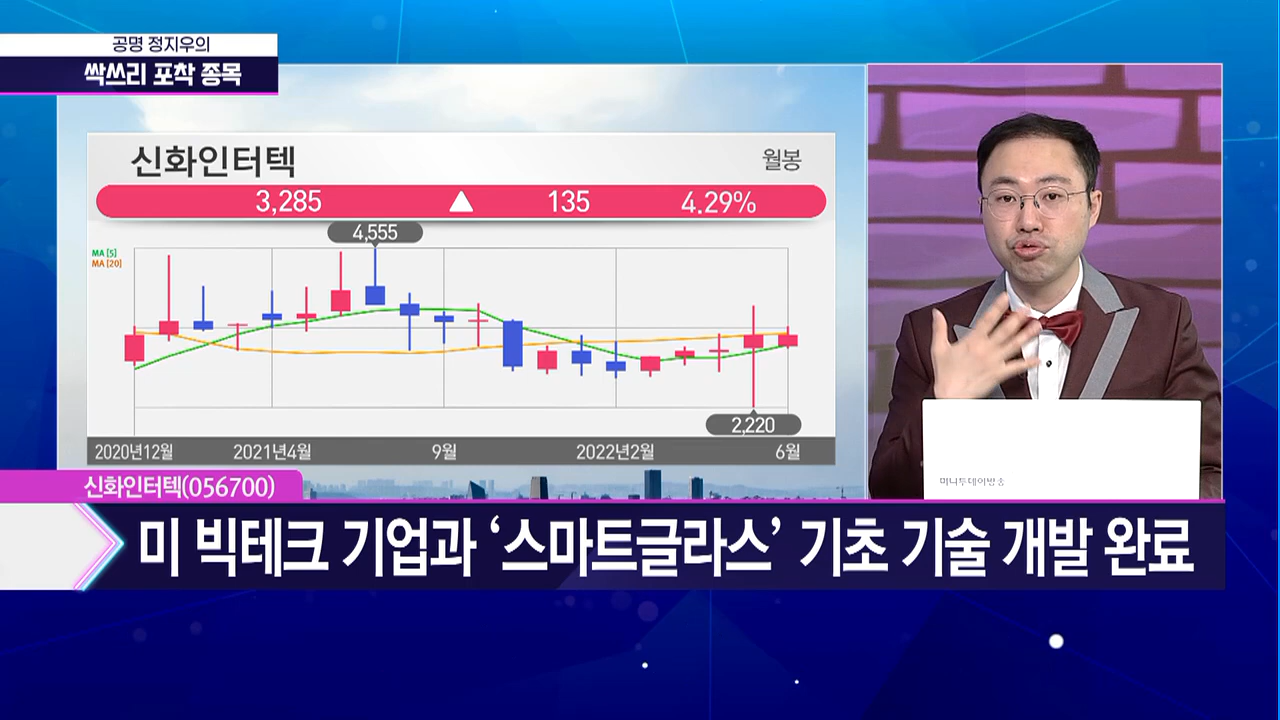 공명 정지우의
싹쓰리 포착 종목
신화인터텍
월봉
3,285 ▲ 135 4.29%
4,555
MA [5]
MA [20]
2,220
2020년12월 2021년4월 9월 2022년2월 6월
머니투데이방송
신화인터텍(056700)
미 빅테크 기업과 ‘스마트글라스’ 기초 기술 개발 완료